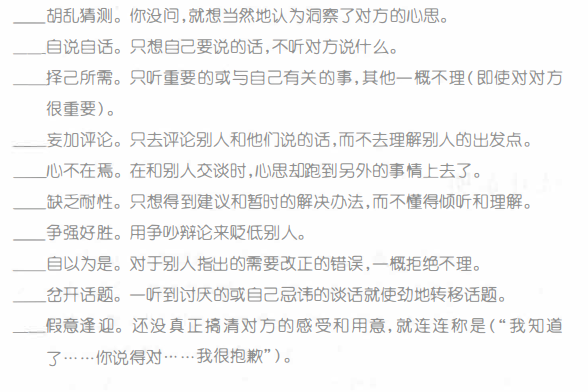 ____胡乱猜测。你没问,就想当然地认为洞察了对方的心思。
____自说自话。只想自己要说的话,不听对方说什么。
____择己所需。只听重要的或与自己有关的事,其他一概不理(即使对对方
很重要)。
____妄加评论。只去评论别人和他们说的话,而不去理解别人的出发点。
____心不在焉。在和别人交谈时,心思却跑到另外的事情上去了。
____缺乏耐性。只想得到建议和暂时的解决办法,而不懂得倾听和理解。
____争强好胜。用争吵辩论来贬低别人。
____自以为是。对于别人指出的需要改正的错误,一概拒绝不理。
____岔开话题。一听到讨厌的或自己忌讳的谈话就使劲地转移话题。
____假意逢迎。还没真正搞清对方的感受和用意,就连连称是(“我知道
了……你说得对……我很抱歉”)。